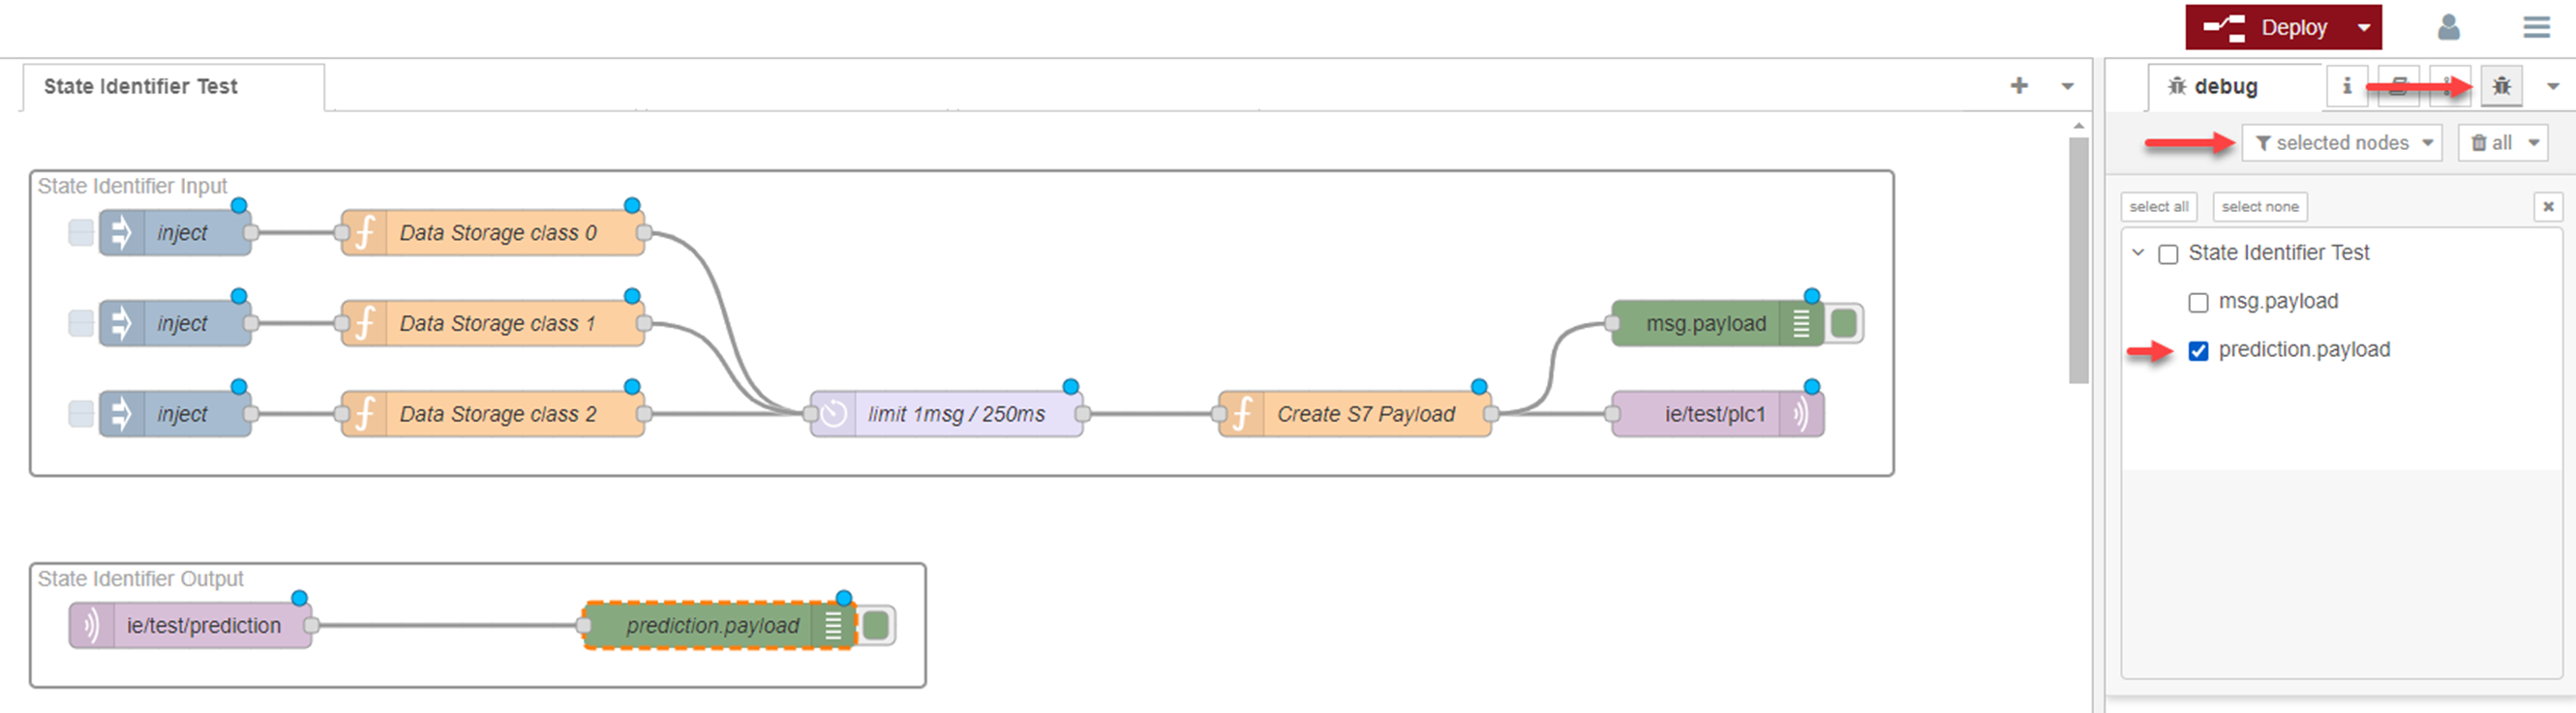 Deploy
State Identifier Test
debug
i
selected nodes
all
State Identifier Input
select all
select none
inject
Data Storage class 0
State Identifier Test
msg.payload
inject
Data Storage class 1
msg.payload
prediction.payload
inject
Data Storage class 2
limit 1msg / 250ms
Create S7 Payload
ie/test/plc1
State Identifier Output
ie/test/prediction
prediction.payload